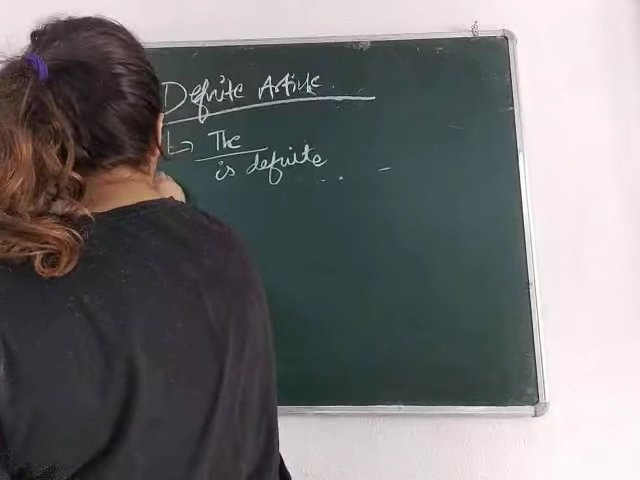 Definite Article
↳ The
is definite